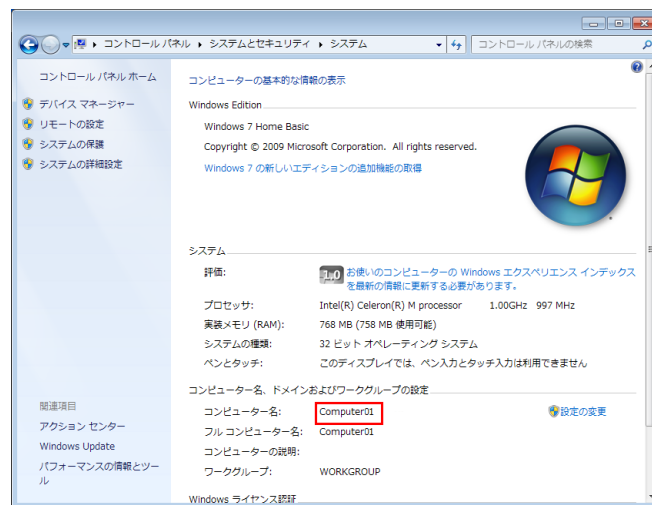 コントロール パネル ▸ システムとセキュリティ ▸ システム
コントロール パネルの検索
コントロール パネル ホーム
デバイス マネージャー
リモートの設定
システムの保護
システムの詳細設定
コンピューターの基本的な情報の表示
Windows Edition
Windows 7 Home Basic
Copyright © 2009 Microsoft Corporation. All rights reserved.
Windows 7 の新しいエディションの追加機能の取得
システム
評価:
1.0 お使いのコンピューターの Windows エクスペリエンス インデックス
を最新の情報に更新する必要があります。
プロセッサ: Intel(R) Celeron(R) M processor 1.00GHz 997 MHz
実装メモリ (RAM): 768 MB (758 MB 使用可能)
システムの種類: 32 ビット オペレーティング システム
ペンとタッチ: このディスプレイでは、ペン入力とタッチ入力は利用できません
コンピューター名、ドメインおよびワークグループの設定
コンピューター名: Computer01 設定の変更
フル コンピューター名: Computer01
コンピューターの説明:
ワークグループ: WORKGROUP
Windows ライセンス認証
関連項目
アクション センター
Windows Update
パフォーマンスの情報とツー
ル